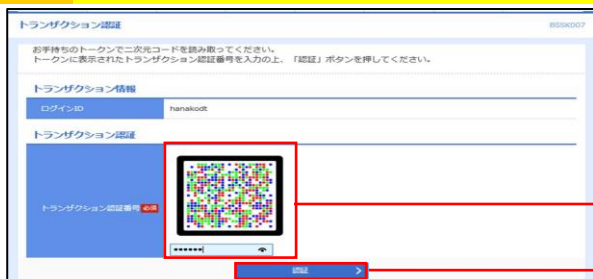 トランザクション認証
BSSK007
お手持ちのトークンで二次元コードを読み取ってください。
トークンに表示されたトランザクション認証番号を入力の上、「認証」ボタンを押してください。
トランザクション情報
ログインID
hanakodt
トランザクション認証
トランザクション認証番号 必須
••••••
認証